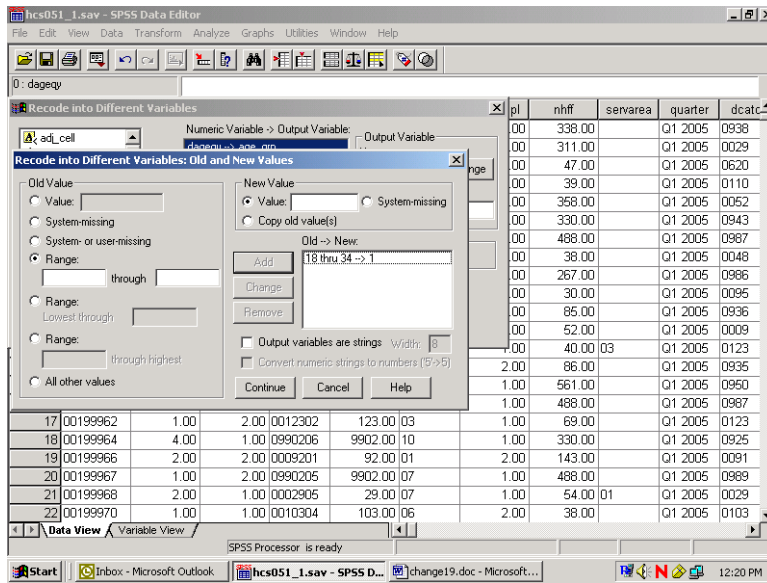 hcs051_1.sav - SPSS Data Editor
File Edit View Data Transform Analyze Graphs Utilities Window Help
0 : dageqy
pl nhff servarea quarter dcatc
Recode into Different Variables
adj_cell
Numeric Variable -> Output Variable:
Output Variable
dageqy --> age_grp
nge
Recode into Different Variables: Old and New Values
Old Value
Value:
System-missing
System- or user-missing
Range:
through
Range:
Lowest through
Range:
through highest
All other values
New Value
Value:
System-missing
Copy old value(s)
Old --> New:
18 thru 34 --> 1
Add
Change
Remove
Output variables are strings Width: 8
Convert numeric strings to numbers ('5'->5)
Continue Cancel Help
.00 338.00 Q1 2005 0938
.00 311.00 Q1 2005 0029
.00 47.00 Q1 2005 0620
.00 39.00 Q1 2005 0110
.00 358.00 Q1 2005 0052
.00 330.00 Q1 2005 0943
.00 488.00 Q1 2005 0987
.00 38.00 Q1 2005 0048
.00 267.00 Q1 2005 0986
.00 30.00 Q1 2005 0095
.00 85.00 Q1 2005 0936
.00 52.00 Q1 2005 0009
.00 40.00 03 Q1 2005 0123
2.00 86.00 Q1 2005 0935
1.00 561.00 Q1 2005 0950
1.00 488.00 Q1 2005 0987
17 00199962 1.00 2.00 0012302 123.00 03 1.00 69.00 Q1 2005 0123
18 00199964 4.00 1.00 0990206 9902.00 10 1.00 330.00 Q1 2005 0925
19 00199966 2.00 2.00 0009201 92.00 01 2.00 143.00 Q1 2005 0091
20 00199967 1.00 2.00 0990205 9902.00 07 1.00 488.00 Q1 2005 0989
21 00199968 2.00 1.00 0002905 29.00 07 1.00 54.00 01 Q1 2005 0029
22 00199970 1.00 1.00 0010304 103.00 06 2.00 38.00 Q1 2005 0103
Data View Variable View
SPSS Processor is ready
Start Inbox - Microsoft Outlook hcs051_1.sav - SPSS D... change19.doc - Microsoft... 12:20 PM